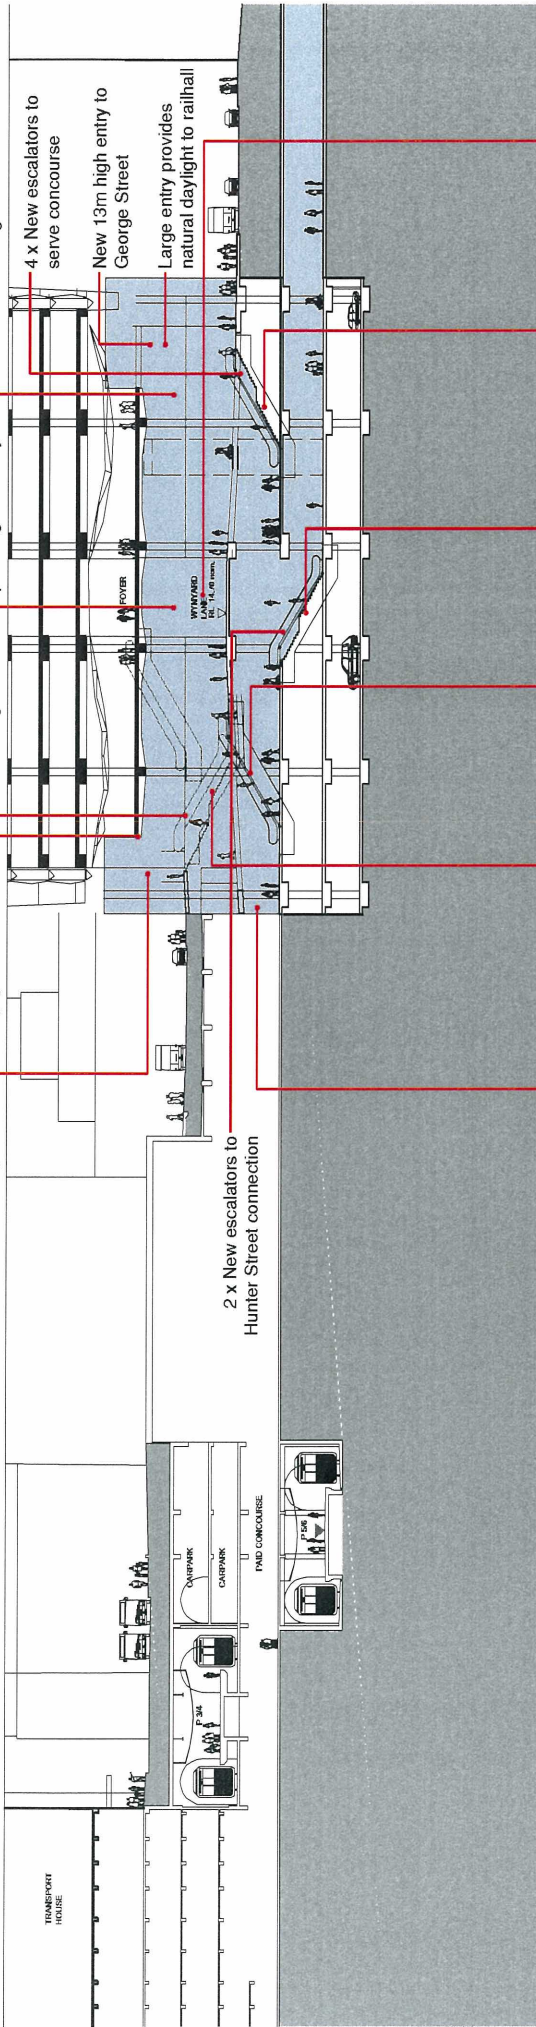 4 x New escalators to
serve concourse
New 13m high entry to
George Street
Large entry provides
natural daylight to railhall
FOYER
WYNYARD
LANE
2 x New escalators to
Hunter Street connection
TRANSPORT
HOUSE
CARPARK
CARPARK
PAID CONCOURSE
P 3/4
P 5/6